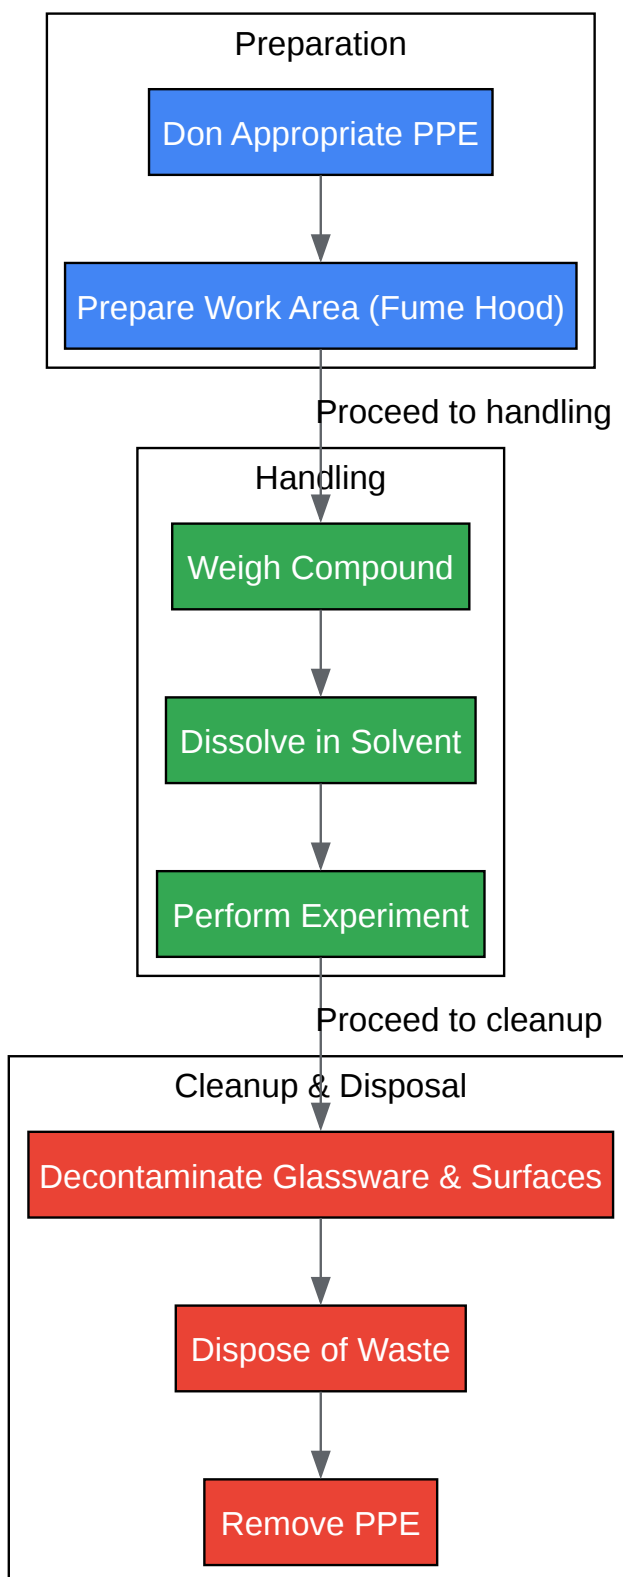 Preparation
Don Appropriate PPE
Prepare Work Area (Fume Hood)
Proceed to handling
Handling
Weigh Compound
Dissolve in Solvent
Perform Experiment
Proceed to cleanup
Cleanup & Disposal
Decontaminate Glassware & Surfaces
Dispose of Waste
Remove PPE